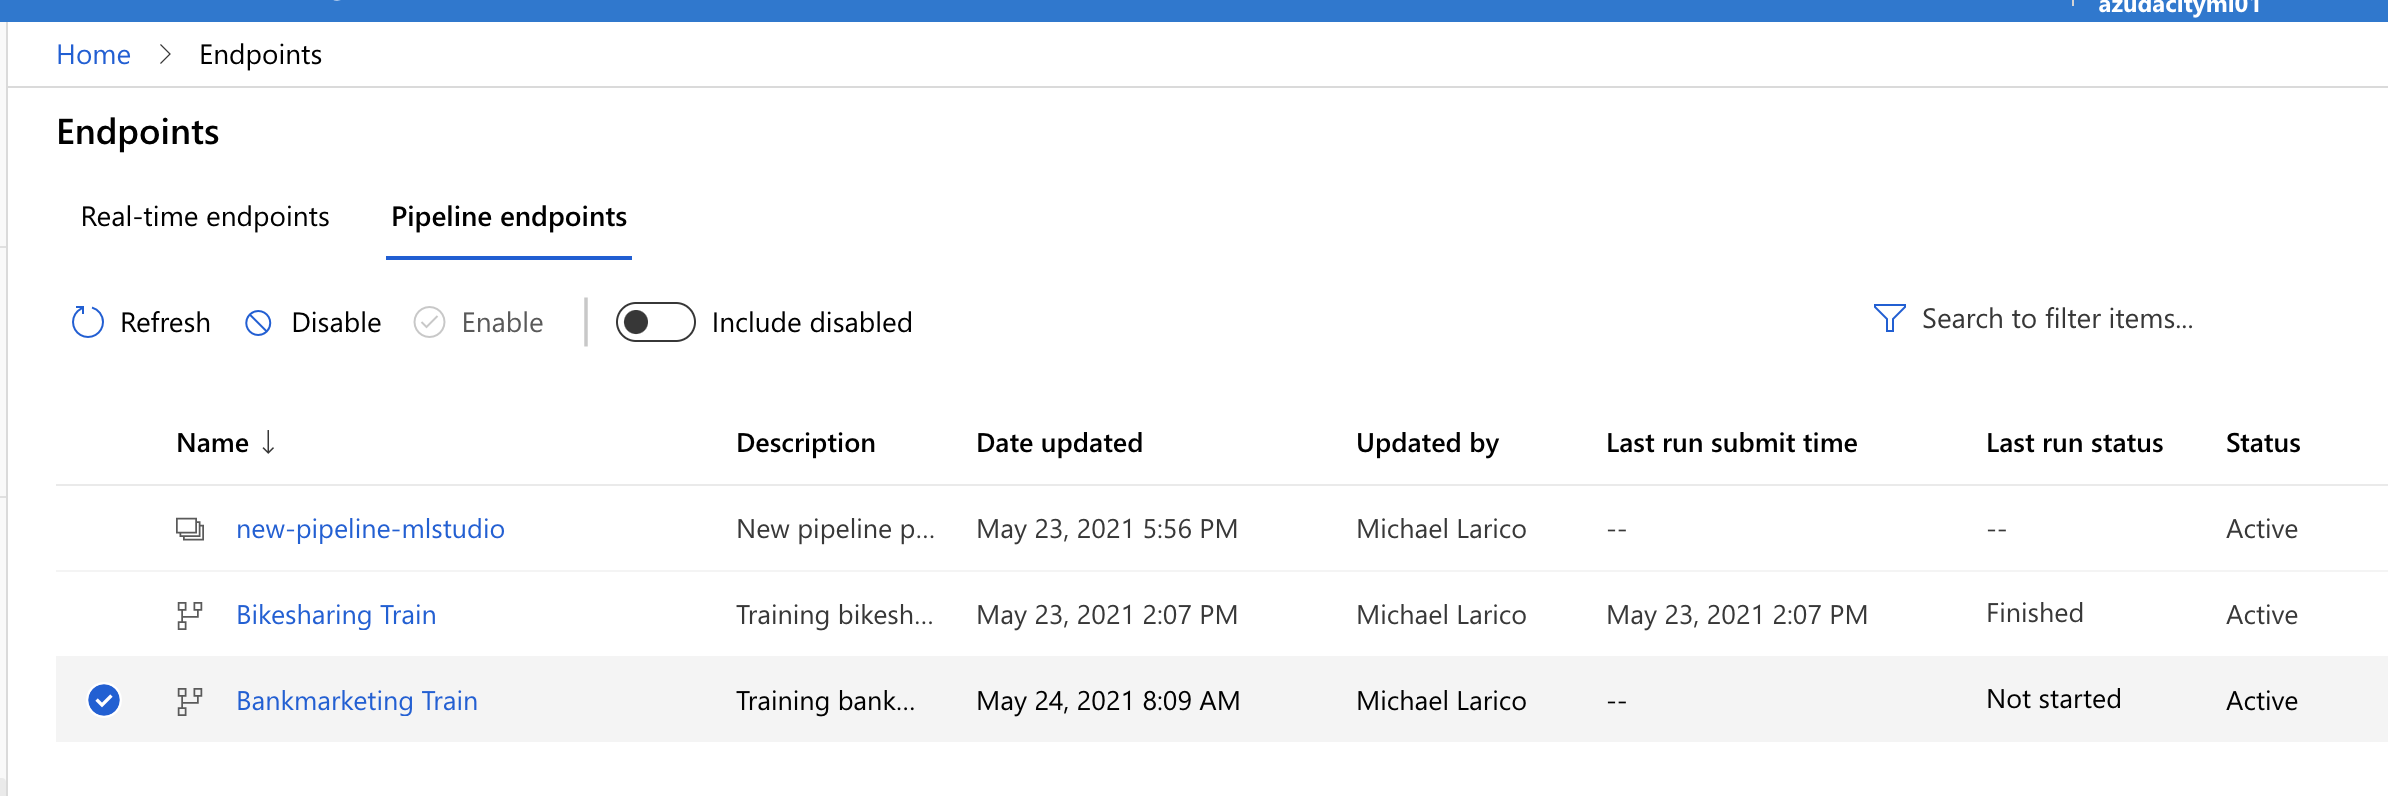 azudacityml01
Home > Endpoints
Endpoints
Real-time endpoints Pipeline endpoints
Refresh Disable Enable Include disabled Search to filter items...
Name ↓ Description Date updated Updated by Last run submit time Last run status Status
new-pipeline-mlstudio New pipeline p... May 23, 2021 5:56 PM Michael Larico -- -- Active
Bikesharing Train Training bikesh... May 23, 2021 2:07 PM Michael Larico May 23, 2021 2:07 PM Finished Active
Bankmarketing Train Training bank... May 24, 2021 8:09 AM Michael Larico -- Not started Active